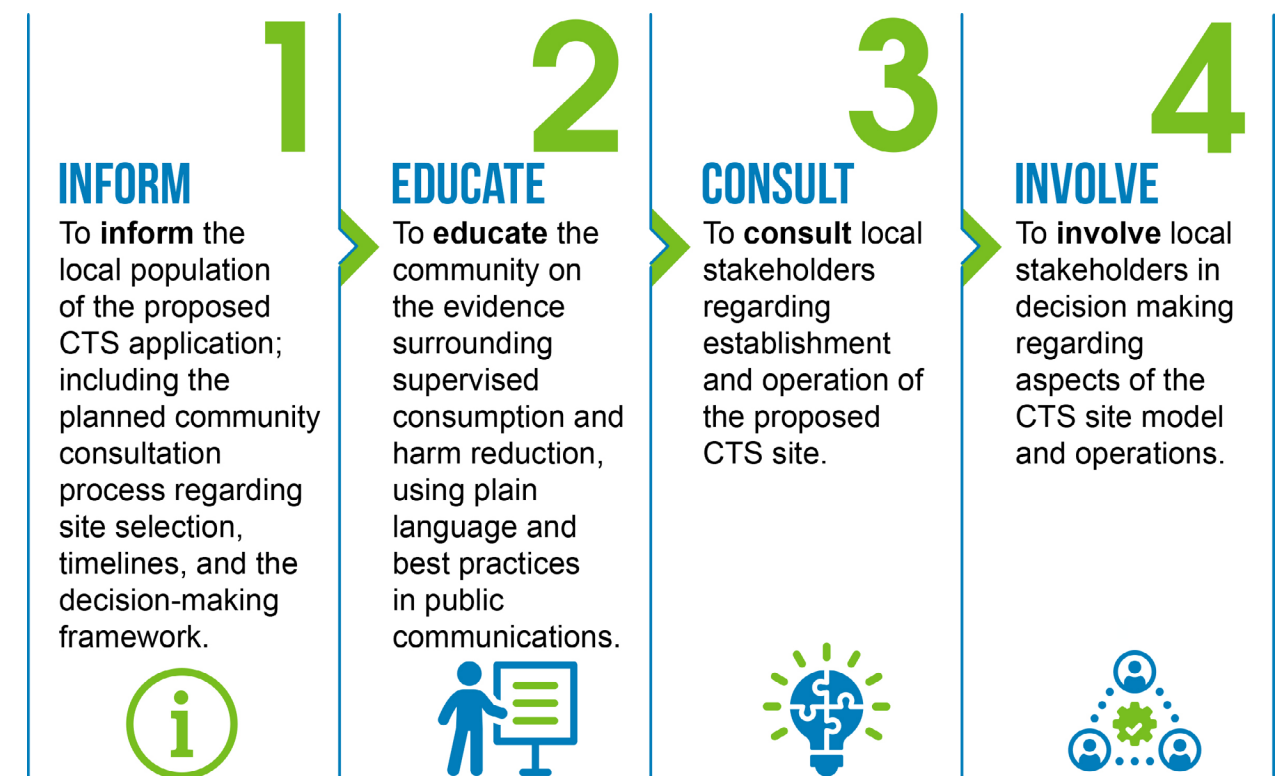 1
INFORM
To inform the
local population
of the proposed
CTS application;
including the
planned community
consultation
process regarding
site selection,
timelines, and the
decision-making
framework.
i
2
EDUCATE
To educate the
community on
the evidence
surrounding
supervised
consumption and
harm reduction,
using plain
language and
best practices
in public
communications.
3
CONSULT
To consult local
stakeholders
regarding
establishment
and operation of
the proposed
CTS site.
4
INVOLVE
To involve local
stakeholders in
decision making
regarding
aspects of the
CTS site model
and operations.